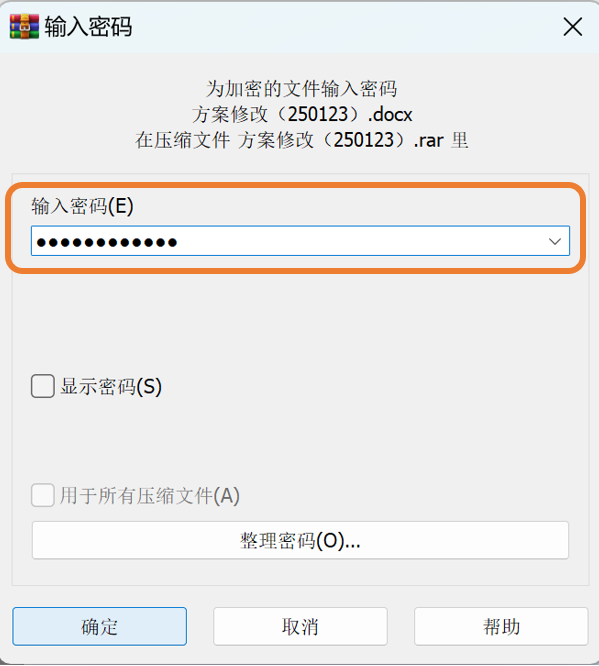 输入密码
为加密的文件输入密码
方案修改（250123）.docx
在压缩文件 方案修改（250123）.rar 里
输入密码(E)
●●●●●●●●●●●●
显示密码(S)
用于所有压缩文件(A)
整理密码(O)...
确定
取消
帮助